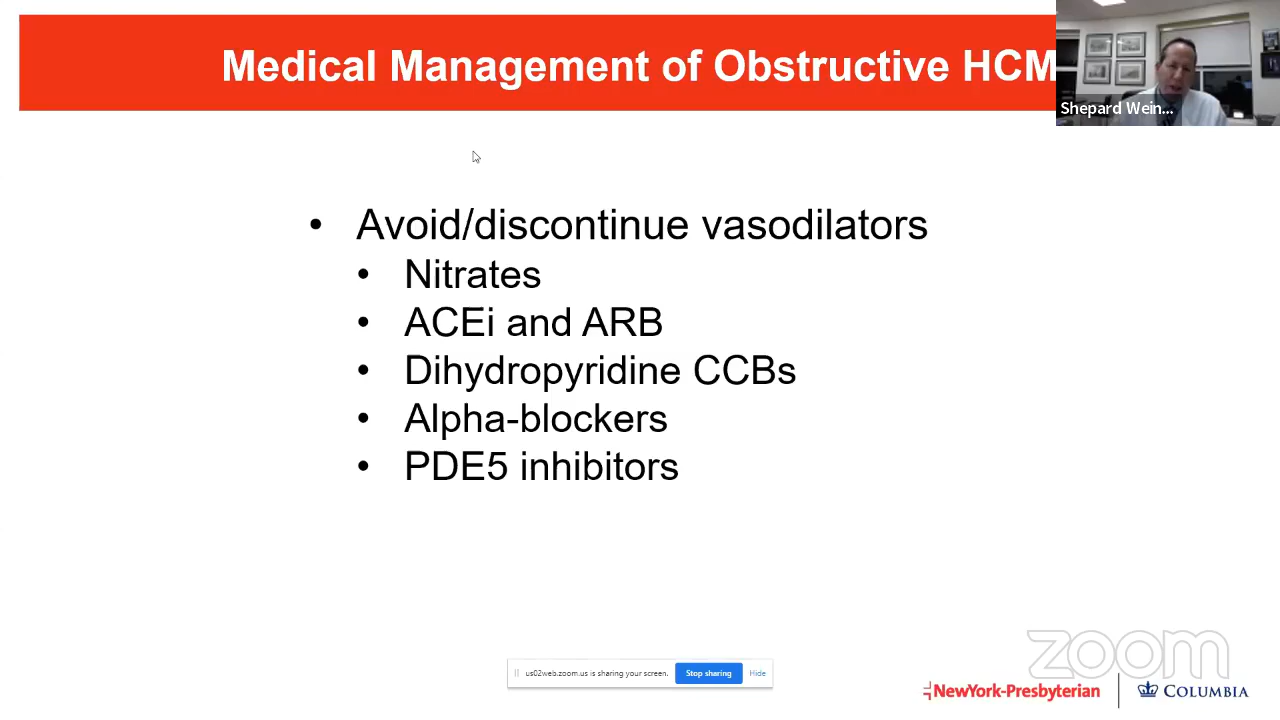 Medical Management of Obstructive HCM
Shepard Wein...
• Avoid/discontinue vasodilators
• Nitrates
• ACEi and ARB
• Dihydropyridine CCBs
• Alpha-blockers
• PDE5 inhibitors
zoom
us02web.zoom.us is sharing your screen. Stop sharing Hide
NewYork-Presbyterian COLUMBIA